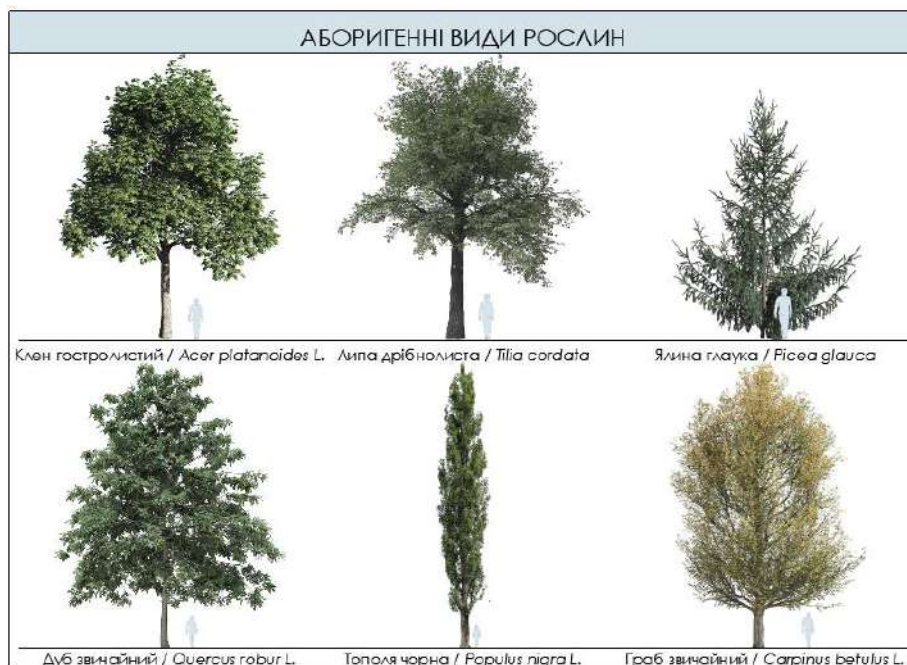 АБОРИГЕННІ ВИДИ РОСЛИН
Клен гостролистий / Acer platanoides L. Липа дрібнолиста / Tilia cordata Ялина глаука / Picea glauca
Дуб звичайний / Quercus robur L. Тополя чорна / Populus nigra L. Граб звичайний / Carpinus betulus L.